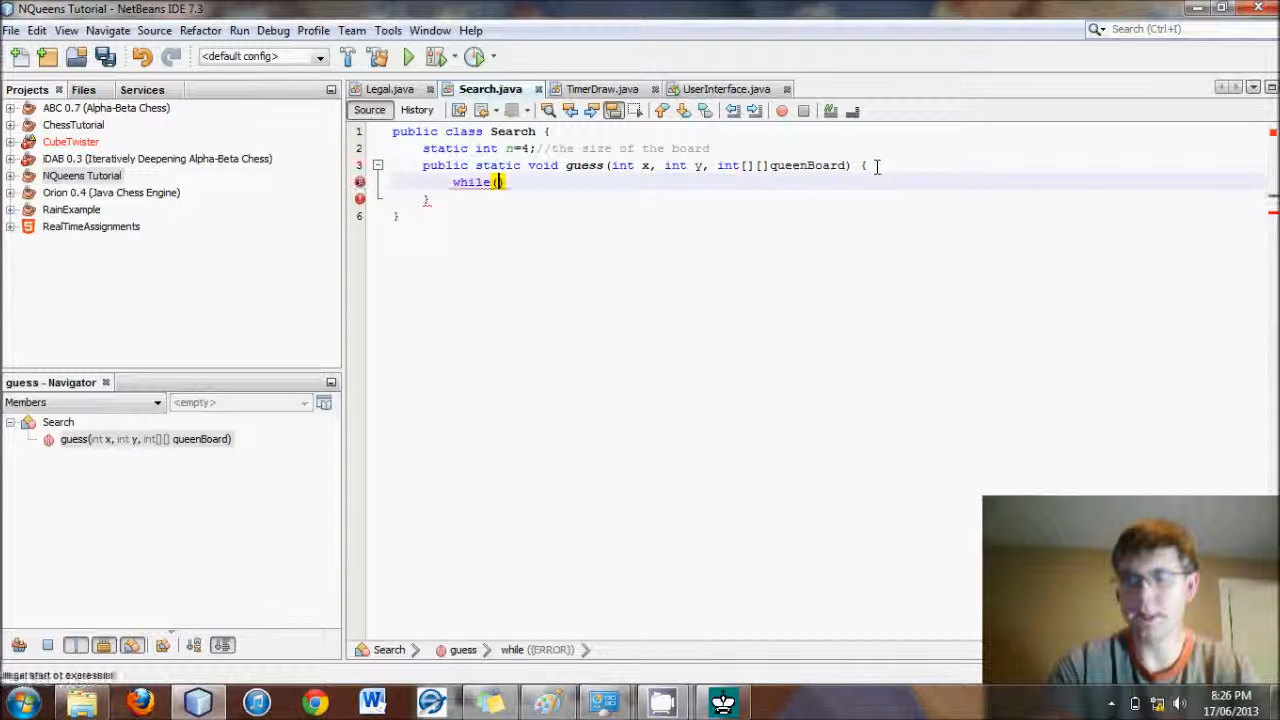 NQueens Tutorial - NetBeans IDE 7.3
File Edit View Navigate Source Refactor Run Debug Profile Team Tools Window Help
Search (Ctrl+I)
<default config>
Projects Files Services
Legal.java Search.java TimerDraw.java UserInterface.java
Source History
ABC 0.7 (Alpha-Beta Chess)
ChessTutorial
CubeTwister
iDAB 0.3 (Iteratively Deepening Alpha-Beta Chess)
NQueens Tutorial
Orion 0.4 (Java Chess Engine)
RainExample
RealTimeAssignments
1 public class Search {
2 static int n=4;//the size of the board
3 public static void guess(int x, int y, int[][]queenBoard) {
while()
}
6 }
guess - Navigator
Members <empty>
Search
guess(int x, int y, int[][] queenBoard)
Search guess while ((ERROR))
illegal start of expression
8:26 PM
17/06/2013